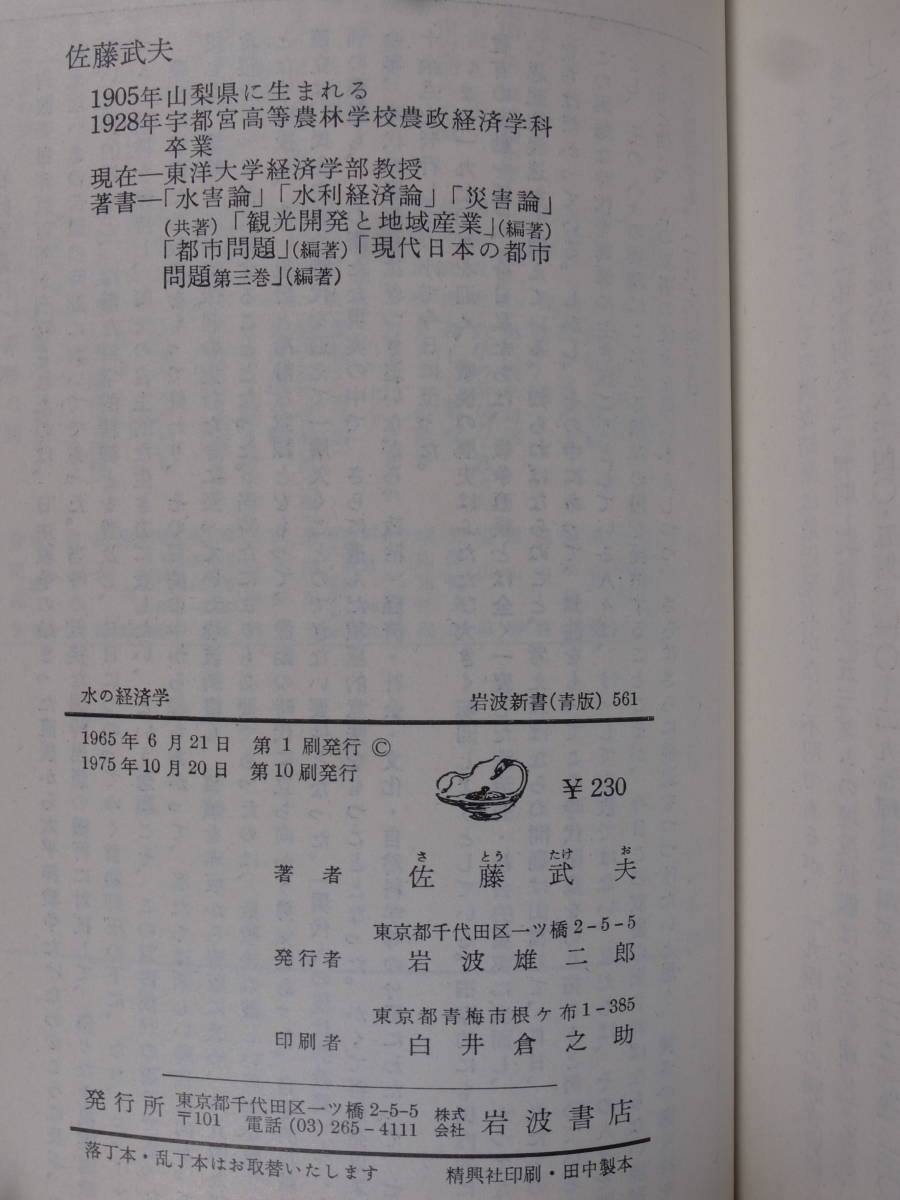 佐藤武夫
1905年山梨県に生まれる
1928年宇都宮高等農林学校農政経済学科
卒業
現在―東洋大学経済学部教授
著書―「水害論」「水利経済論」「災害論」
(共著)「観光開発と地域産業」(編著)
「都市問題」(編著)「現代日本の都市
問題第三巻」(編著)
水の経済学 岩波新書(青版) 561
1965年 6 月21日 第 1 刷発行 ©
1975年10月20日 第10刷発行
¥ 230
さ とう たけ お
著者 佐藤武夫
東京都千代田区一ツ橋 2-5-5
発行者 岩波雄二郎
東京都青梅市根ヶ布 1-385
印刷者 白井倉之助
発行所 東京都千代田区一ツ橋 2-5-5 株式会社 岩波書店
〒101 電話 (03) 265-4111
落丁本・乱丁本はお取替いたします 精興社印刷・田中製本